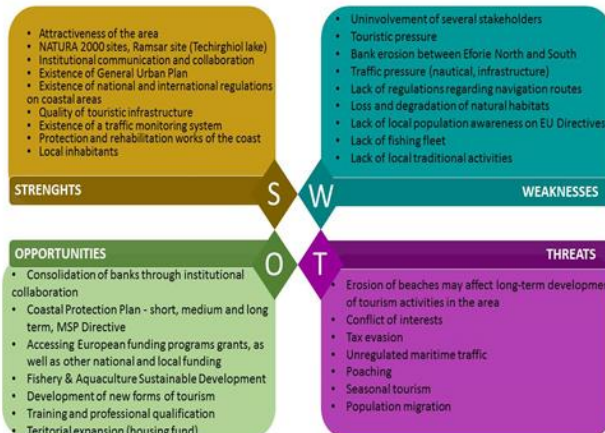 • Attractiveness of the area
• NATURA 2000 sites, Ramsar site (Techirghiol lake)
• Institutional communication and collaboration
• Existence of General Urban Plan
• Existence of national and international regulations
on coastal areas
• Quality of touristic infrastructure
• Existence of a traffic monitoring system
• Protection and rehabilitation works of the coast
• Local inhabitants
STRENGHTS
S
• Uninvolvement of several stakeholders
• Touristic pressure
• Bank erosion between Eforie North and South
• Traffic pressure (nautical, infrastructure)
• Lack of regulations regarding navigation routes
• Loss and degradation of natural habitats
• Lack of local population awareness on EU Directives
• Lack of fishing fleet
• Lack of local traditional activities
W
WEAKNESSES
OPPORTUNITIES
O
• Consolidation of banks through institutional
collaboration
• Coastal Protection Plan - short, medium and long
term, MSP Directive
• Accessing European funding programs grants, as
well as other national and local funding
• Fishery & Aquaculture Sustainable Development
• Development of new forms of tourism
• Training and professional qualification
• Teritorial expansion (housing fund)
T
THREATS
• Erosion of beaches may affect long-term development
of tourism activities in the area
• Conflict of interests
• Tax evasion
• Unregulated maritime traffic
• Poaching
• Seasonal tourism
• Population migration